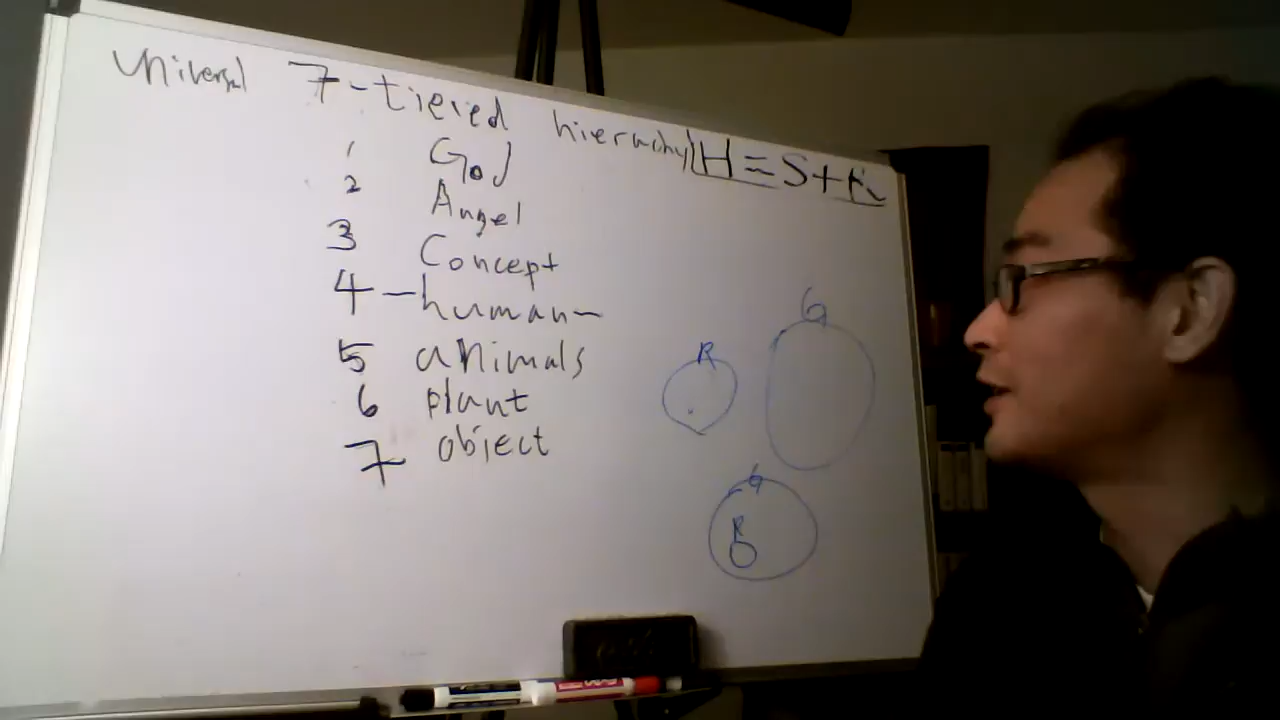 Universal 7-tiered hierarchy H=S+R
1 God
2 Angel
3 Concept
4 — human —
5 animals
6 plant
7 object
R
G
G
R